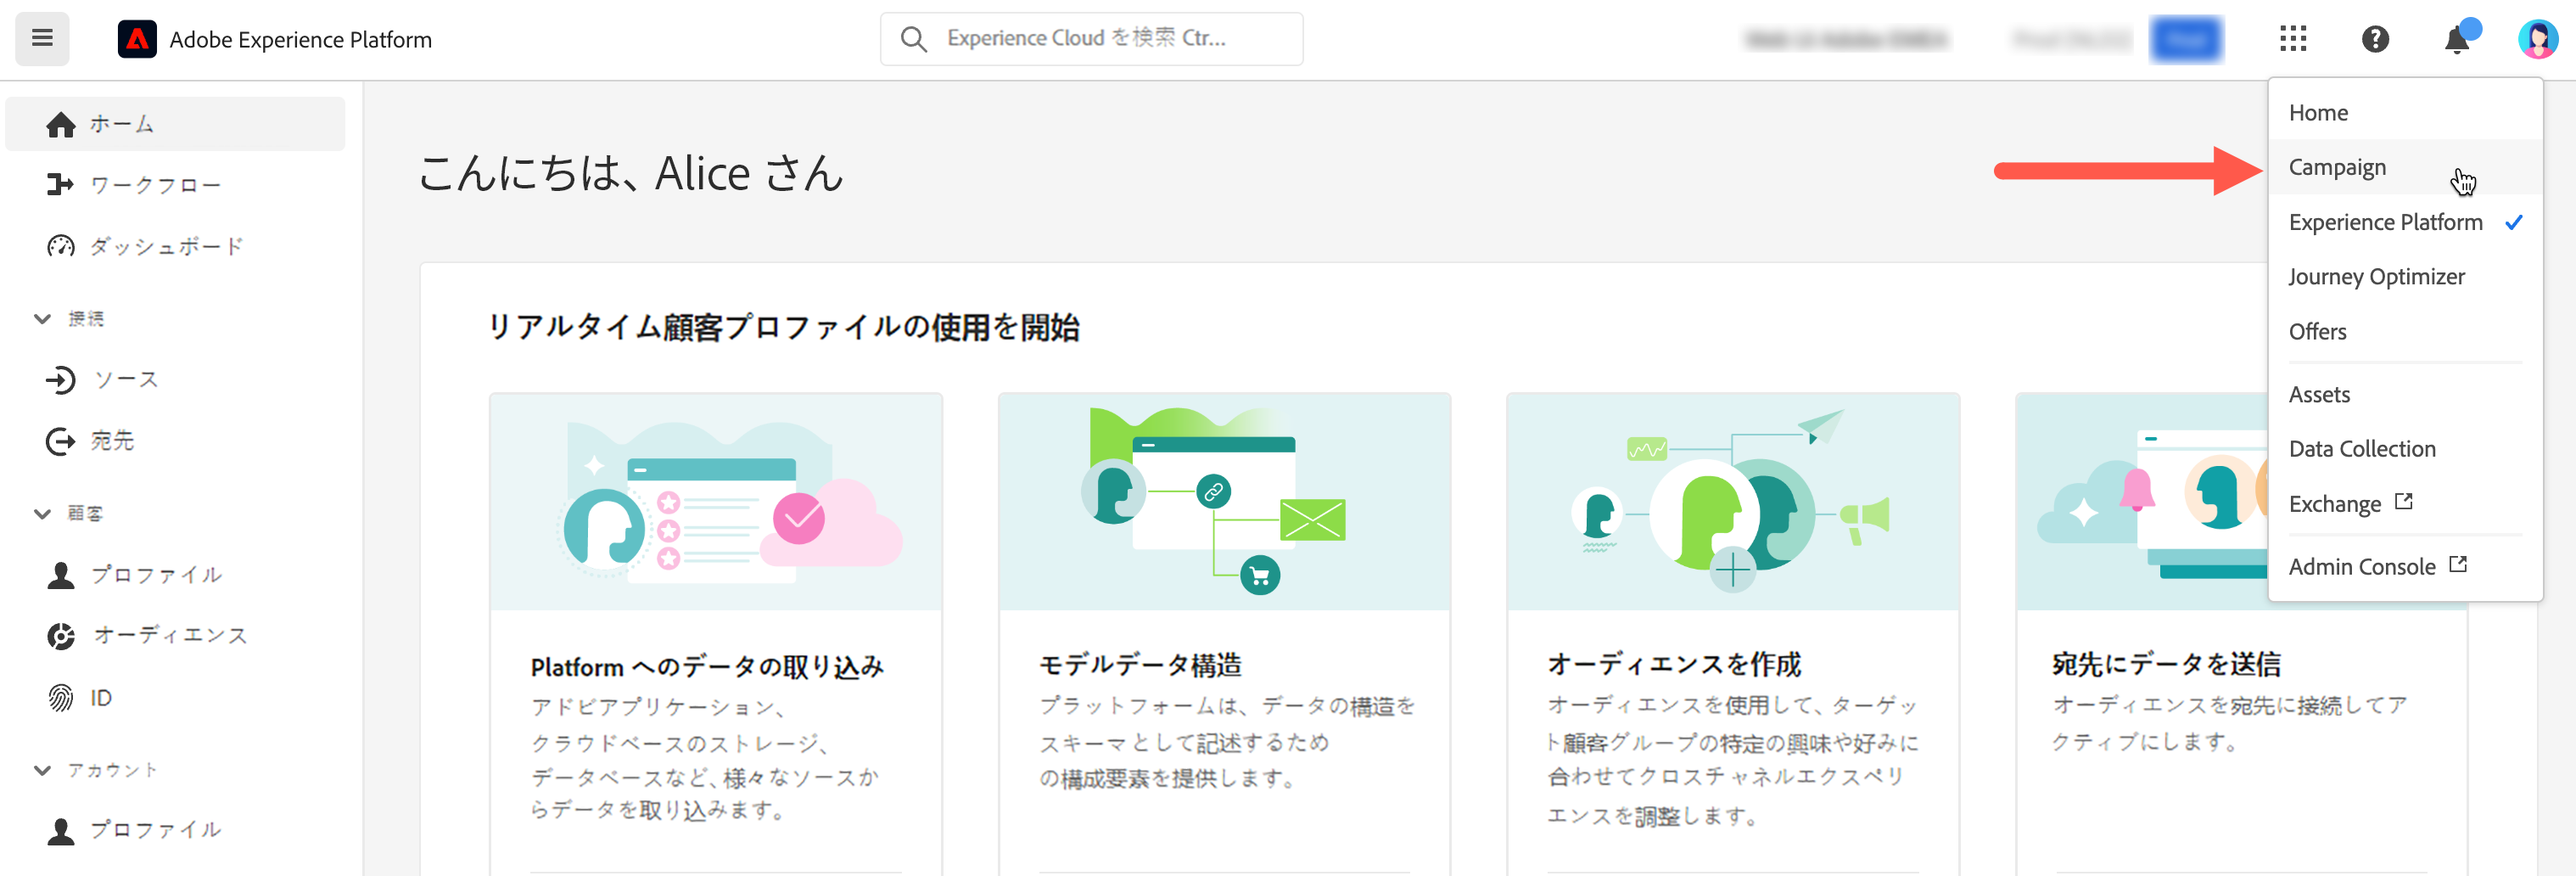 Adobe Experience Platform
Experience Cloud を検索 Ctr...
Home
Campaign
Experience Platform
Journey Optimizer
Offers
Assets
Data Collection
Exchange
Admin Console
ホーム
ワークフロー
ダッシュボード
接続
ソース
宛先
顧客
プロファイル
オーディエンス
ID
アカウント
プロファイル
こんにちは、Alice さん
リアルタイム顧客プロファイルの使用を開始
Platform へのデータの取り込み
アドビアプリケーション、
クラウドベースのストレージ、
データベースなど、様々なソースか
らデータを取り込みます。
モデルデータ構造
プラットフォームは、データの構造を
スキーマとして記述するため
の構成要素を提供します。
オーディエンスを作成
オーディエンスを使用して、ターゲッ
ト顧客グループの特定の興味や好みに
合わせてクロスチャネルエクスペリ
エンスを調整します。
宛先にデータを送信
オーディエンスを宛先に接続してア
クティブにします。